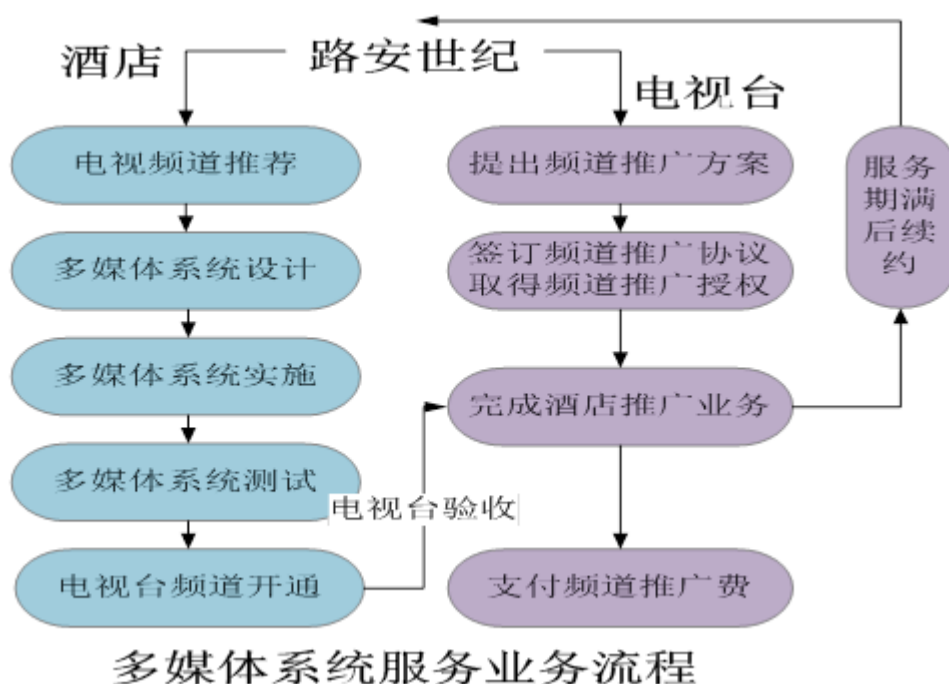 酒店
路安世纪
电视台
电视频道推荐
多媒体系统设计
多媒体系统实施
多媒体系统测试
电视台频道开通
电视台验收
提出频道推广方案
签订频道推广协议
取得频道推广授权
完成酒店推广业务
支付频道推广费
服务
期满
后续
约
多媒体系统服务业务流程